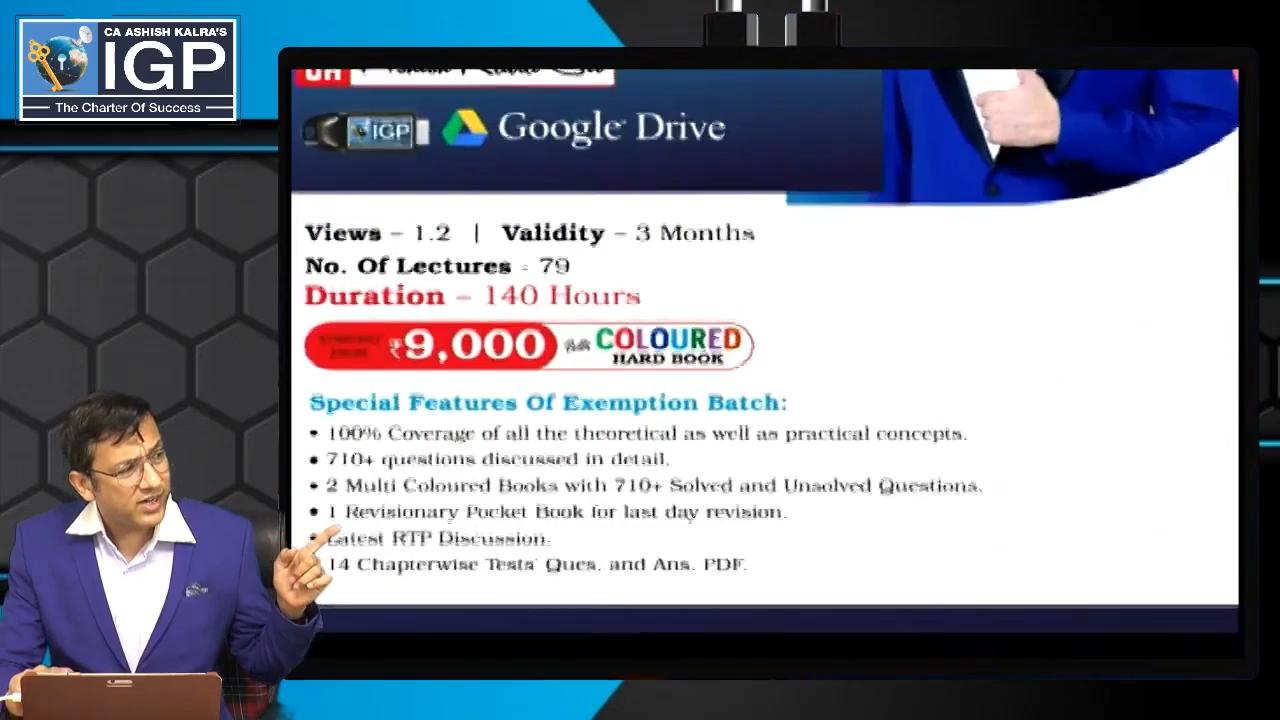 CA ASHISH KALRA'S
IGP
The Charter Of Success
IGP Google Drive
Views - 1.2 | Validity - 3 Months
No. Of Lectures - 79
Duration - 140 Hours
₹9,000 COLOURED
HARD BOOK
Special Features Of Exemption Batch:
• 100% Coverage of all the theoretical as well as practical concepts.
• 710+ questions discussed in detail.
• 2 Multi Coloured Books with 710+ Solved and Unsolved Questions.
• 1 Revisionary Pocket Book for last day revision.
• Latest RTP Discussion.
14 Chapterwise Tests' Ques. and Ans. PDF.